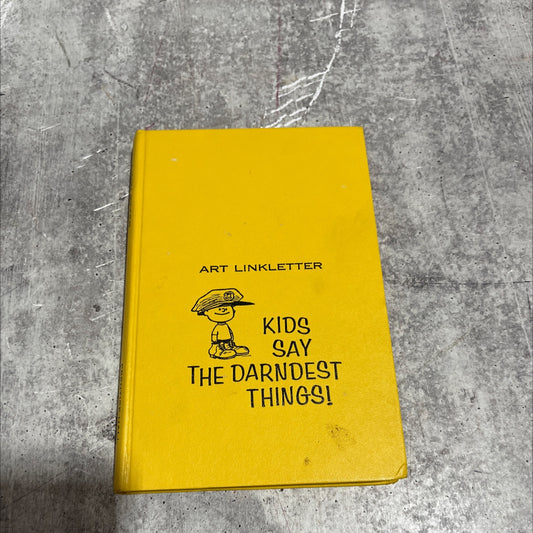 ART LINKLETTER
KIDS
SAY
THE DARNDEST
THINGS!